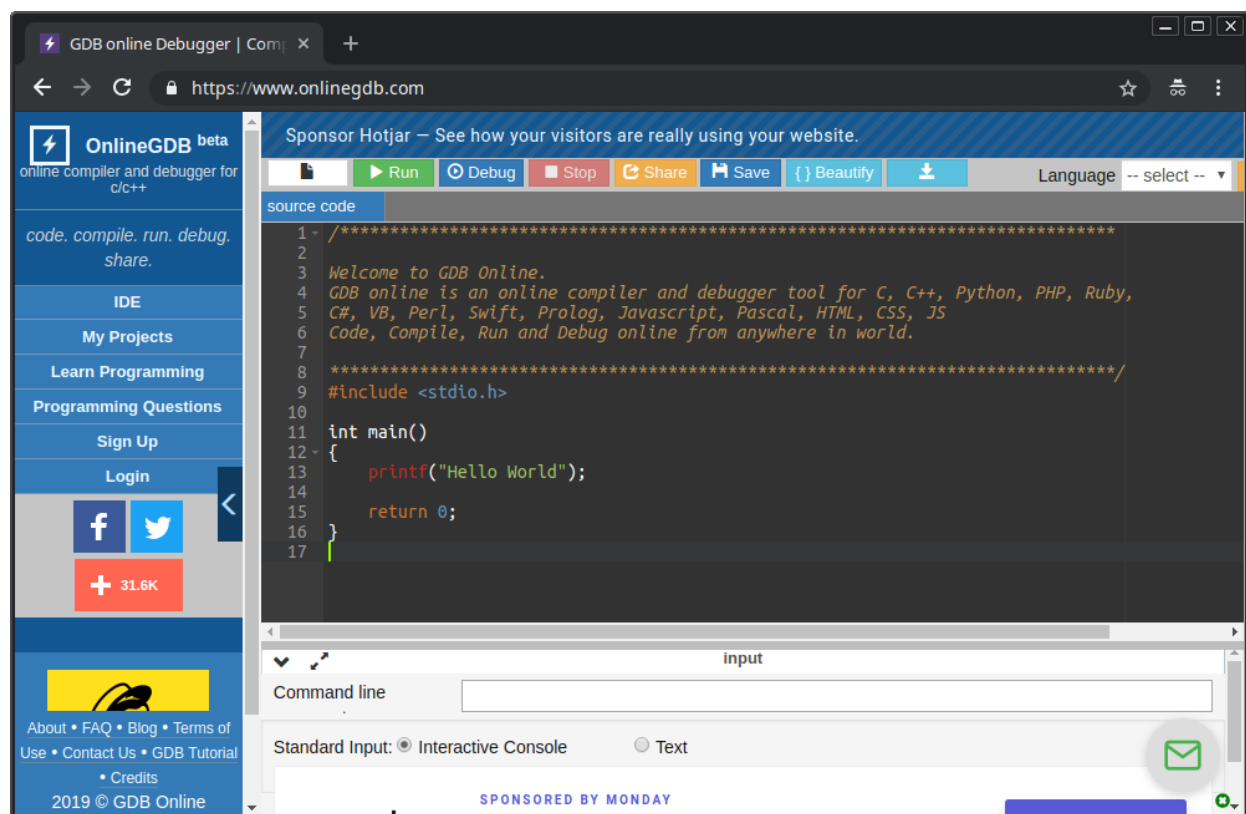 GDB online Debugger | Comp
https://www.onlinegdb.com
OnlineGDB beta
online compiler and debugger for
c/c++
code. compile. run. debug.
share.
IDE
My Projects
Learn Programming
Programming Questions
Sign Up
Login
31.6K
About • FAQ • Blog • Terms of
Use • Contact Us • GDB Tutorial
• Credits
2019 © GDB Online
Sponsor Hotjar — See how your visitors are really using your website.
Run Debug Stop Share Save { } Beautify Language -- select --
source code
1 /******************************************************************************
2
3 Welcome to GDB Online.
4 GDB online is an online compiler and debugger tool for C, C++, Python, PHP, Ruby,
5 C#, VB, Perl, Swift, Prolog, Javascript, Pascal, HTML, CSS, JS
6 Code, Compile, Run and Debug online from anywhere in world.
7
8 *******************************************************************************/
9 #include <stdio.h>
10
11 int main()
12 {
13     printf("Hello World");
14
15     return 0;
16 }
17
input
Command line
Standard Input: Interactive Console Text
SPONSORED BY MONDAY